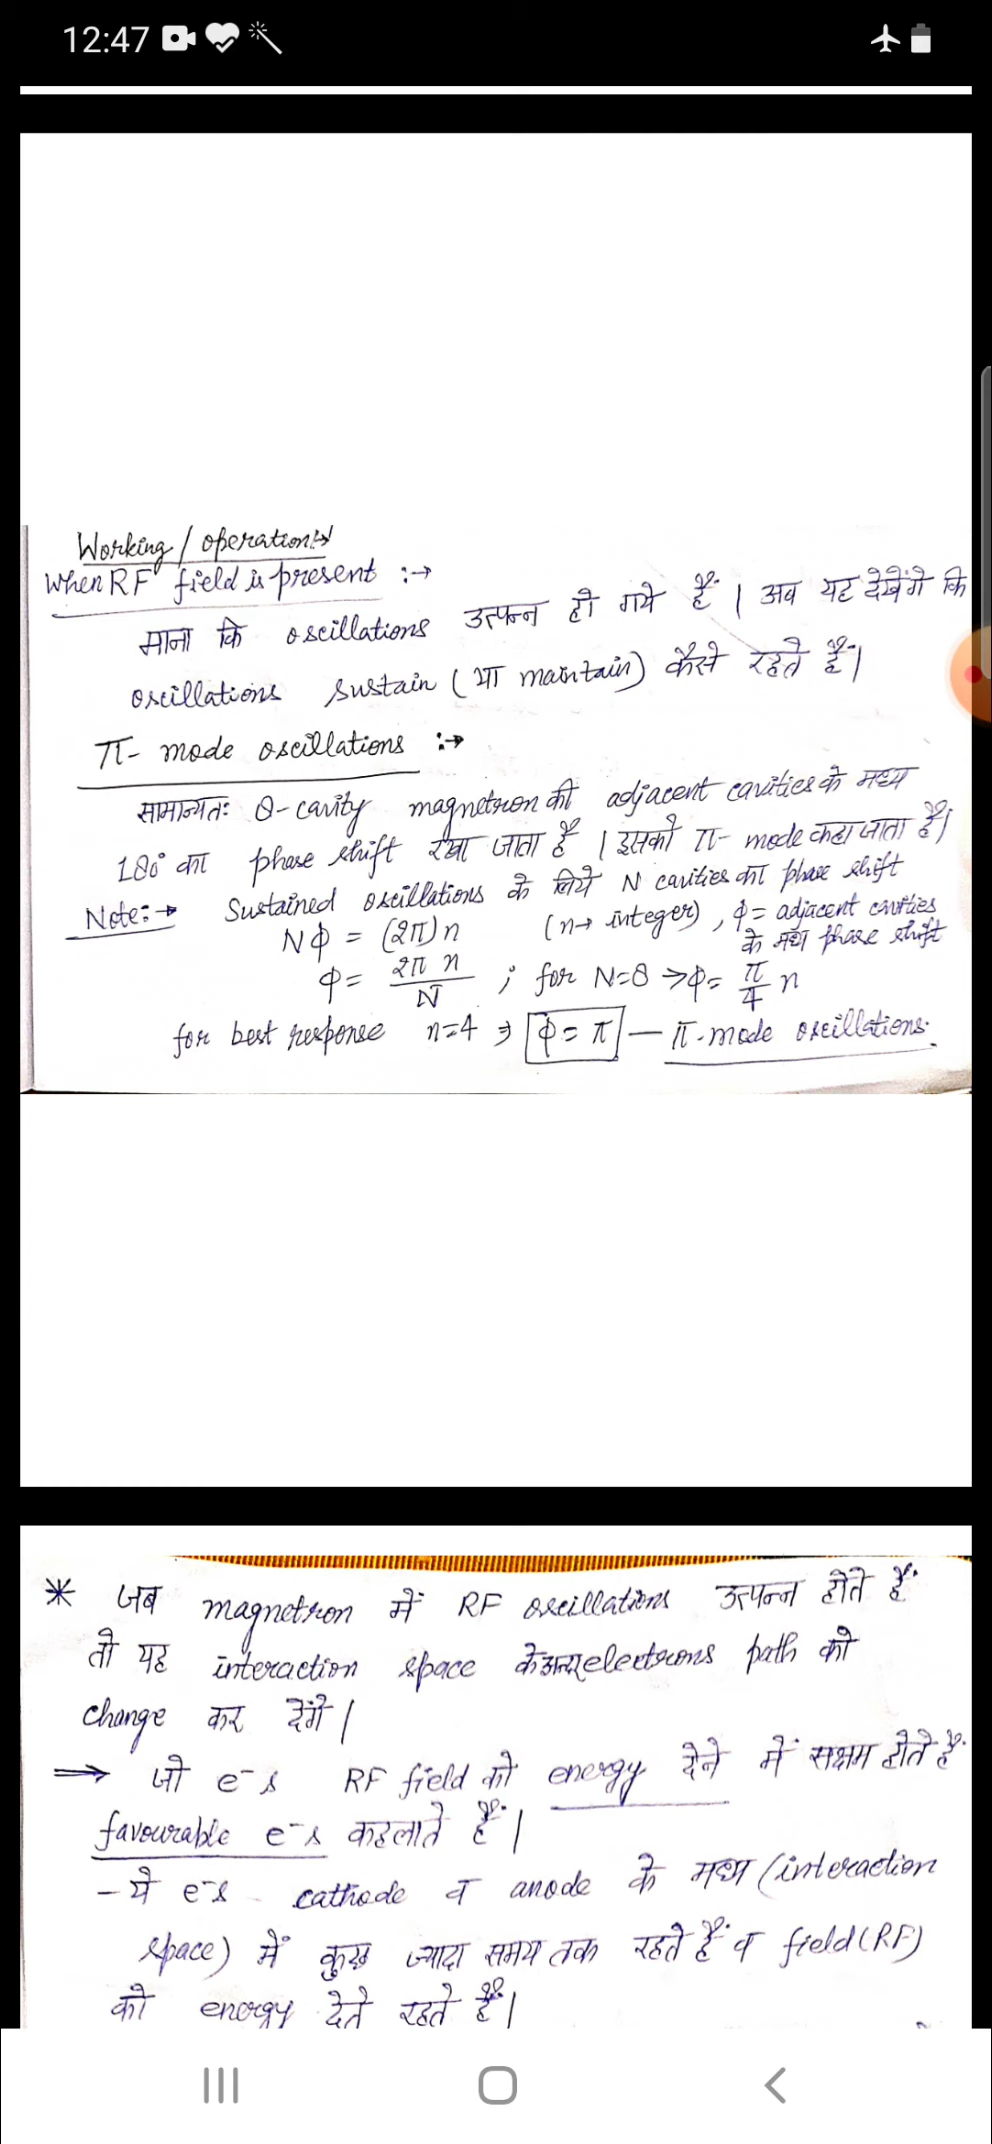 12:47
Working / operation:→
when RF field is present :→
माना कि oscillations उत्पन्न हो गये हैं | अब यह देखेंगे कि
oscillations sustain (या maintain) कैसे रहते हैं|
π- mode oscillations :→
सामान्यतः 8-cavity magnetron की adjacent cavities के मध्य
180° का phase shift रखा जाता है | इसको π- mode कहा जाता है|
Note:→ Sustained oscillations के लिये N cavities का phase shift
Nϕ = (2π)n (n→ integer), ϕ= adjacent cavities के मध्य phase shift
ϕ= 2π n / N ; for N=8 →ϕ= π/4 n
for best response n=4 ⇒ ϕ = π — π-mode oscillations.
* जब magnetron में RF oscillations उत्पन्न होते हैं
तो यह interaction space के electrons path को
change कर देंगे |
⇒ जो e⁻s RF field को energy देने में सक्षम होते हैं
favourable e⁻s कहलाते हैं |
- ये e⁻s - cathode व anode के मध्य (interaction
space) में कुछ ज्यादा समय तक रहते हैं व field (RF)
को energy देते रहते हैं |